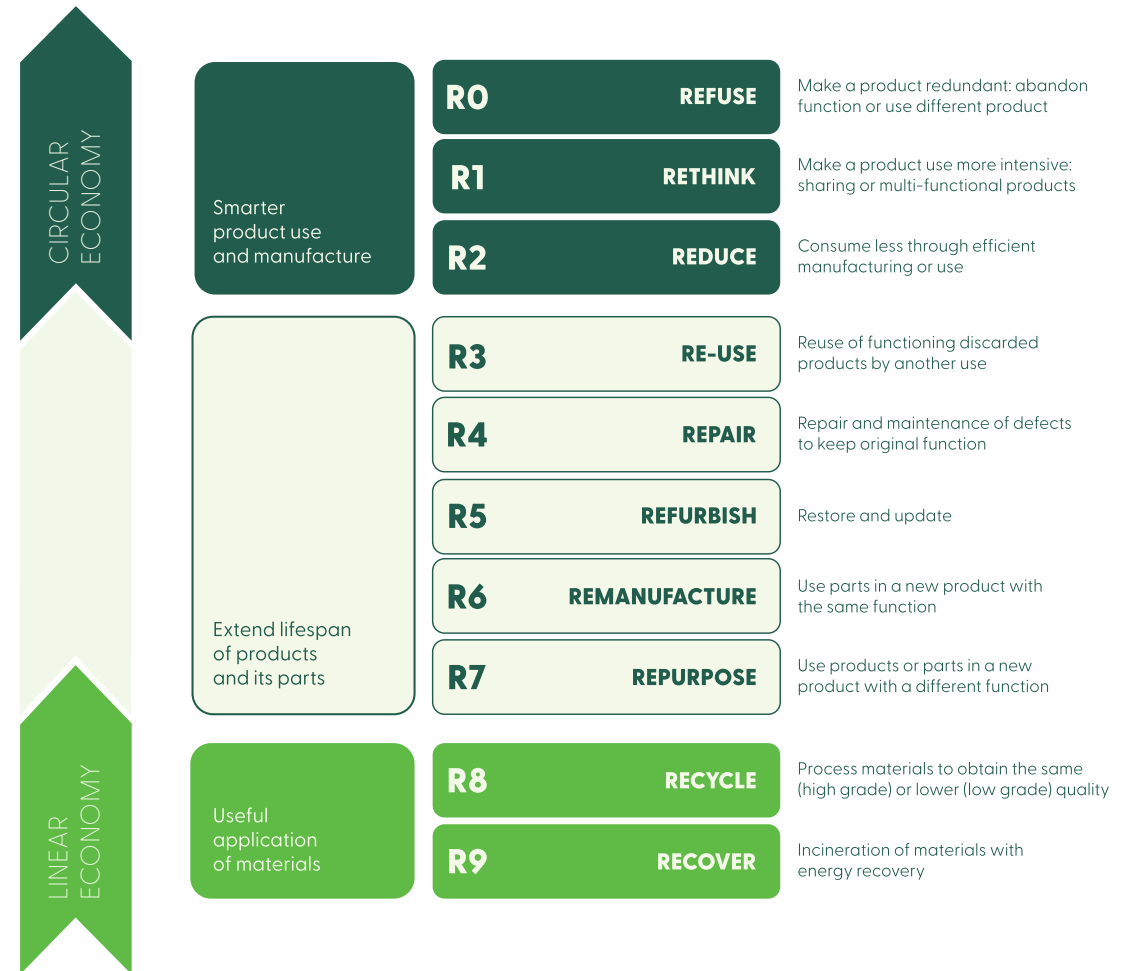 CIRCULAR
ECONOMY
Smarter
product use
and manufacture
R0 REFUSE
Make a product redundant: abandon
function or use different product
R1 RETHINK
Make a product use more intensive:
sharing or multi-functional products
R2 REDUCE
Consume less through efficient
manufacturing or use
Extend lifespan
of products
and its parts
R3 RE-USE
Reuse of functioning discarded
products by another use
R4 REPAIR
Repair and maintenance of defects
to keep original function
R5 REFURBISH
Restore and update
R6 REMANUFACTURE
Use parts in a new product with
the same function
R7 REPURPOSE
Use products or parts in a new
product with a different function
LINEAR
ECONOMY
Useful
application
of materials
R8 RECYCLE
Process materials to obtain the same
(high grade) or lower (low grade) quality
R9 RECOVER
Incineration of materials with
energy recovery